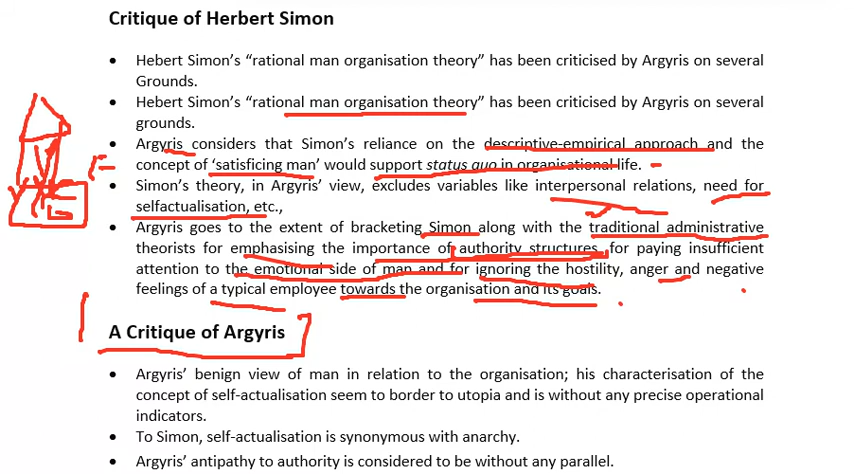 Critique of Herbert Simon
• Hebert Simon's "rational man organisation theory" has been criticised by Argyris on several
Grounds.
• Hebert Simon's "rational man organisation theory" has been criticised by Argyris on several
grounds.
• Argyris considers that Simon's reliance on the descriptive-empirical approach and the
concept of 'satisficing man' would support status quo in organisational life.
• Simon's theory, in Argyris' view, excludes variables like interpersonal relations, need for
selfactualisation, etc.,
• Argyris goes to the extent of bracketing Simon along with the traditional administrative
theorists for emphasising the importance of authority structures, for paying insufficient
attention to the emotional side of man and for ignoring the hostility, anger and negative
feelings of a typical employee towards the organisation and its goals.
A Critique of Argyris
• Argyris' benign view of man in relation to the organisation; his characterisation of the
concept of self-actualisation seem to border to utopia and is without any precise operational
indicators.
• To Simon, self-actualisation is synonymous with anarchy.
• Argyris' antipathy to authority is considered to be without any parallel.